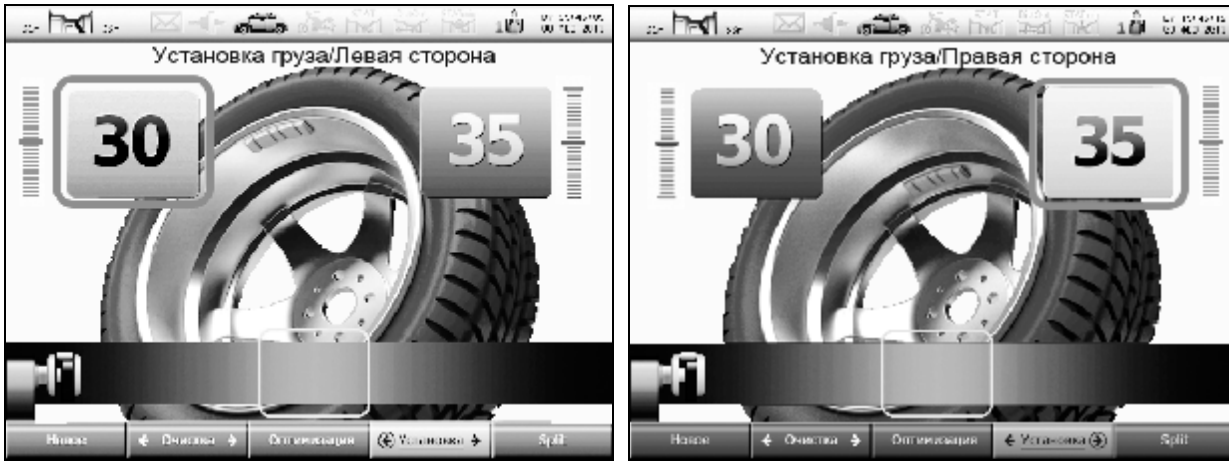 Установка груза/Левая сторона
30
35
Новое
Очистка
Оптимизация
Установка
Split
Установка груза/Правая сторона
30
35
Новое
Очистка
Оптимизация
Установка
Split